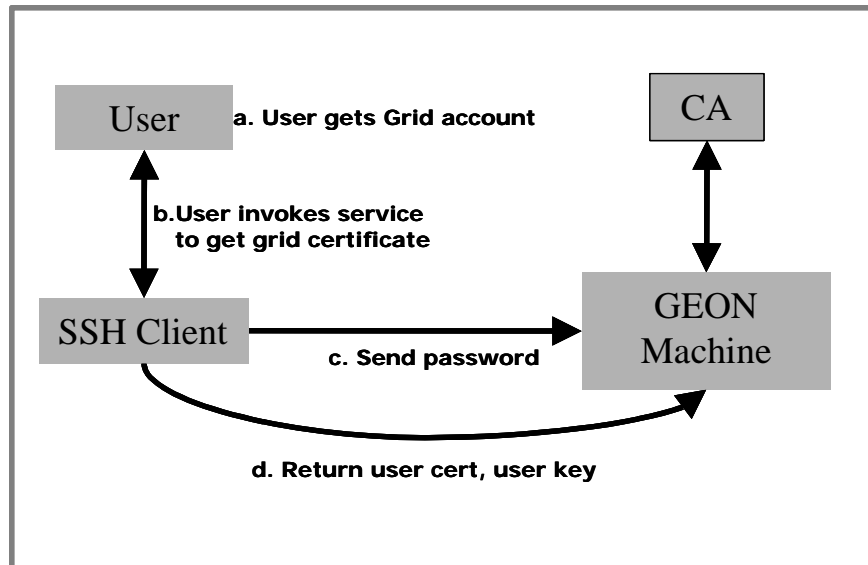 User
a. User gets Grid account
CA
b.User invokes service
to get grid certificate
SSH Client
GEON
Machine
c. Send password
d. Return user cert, user key